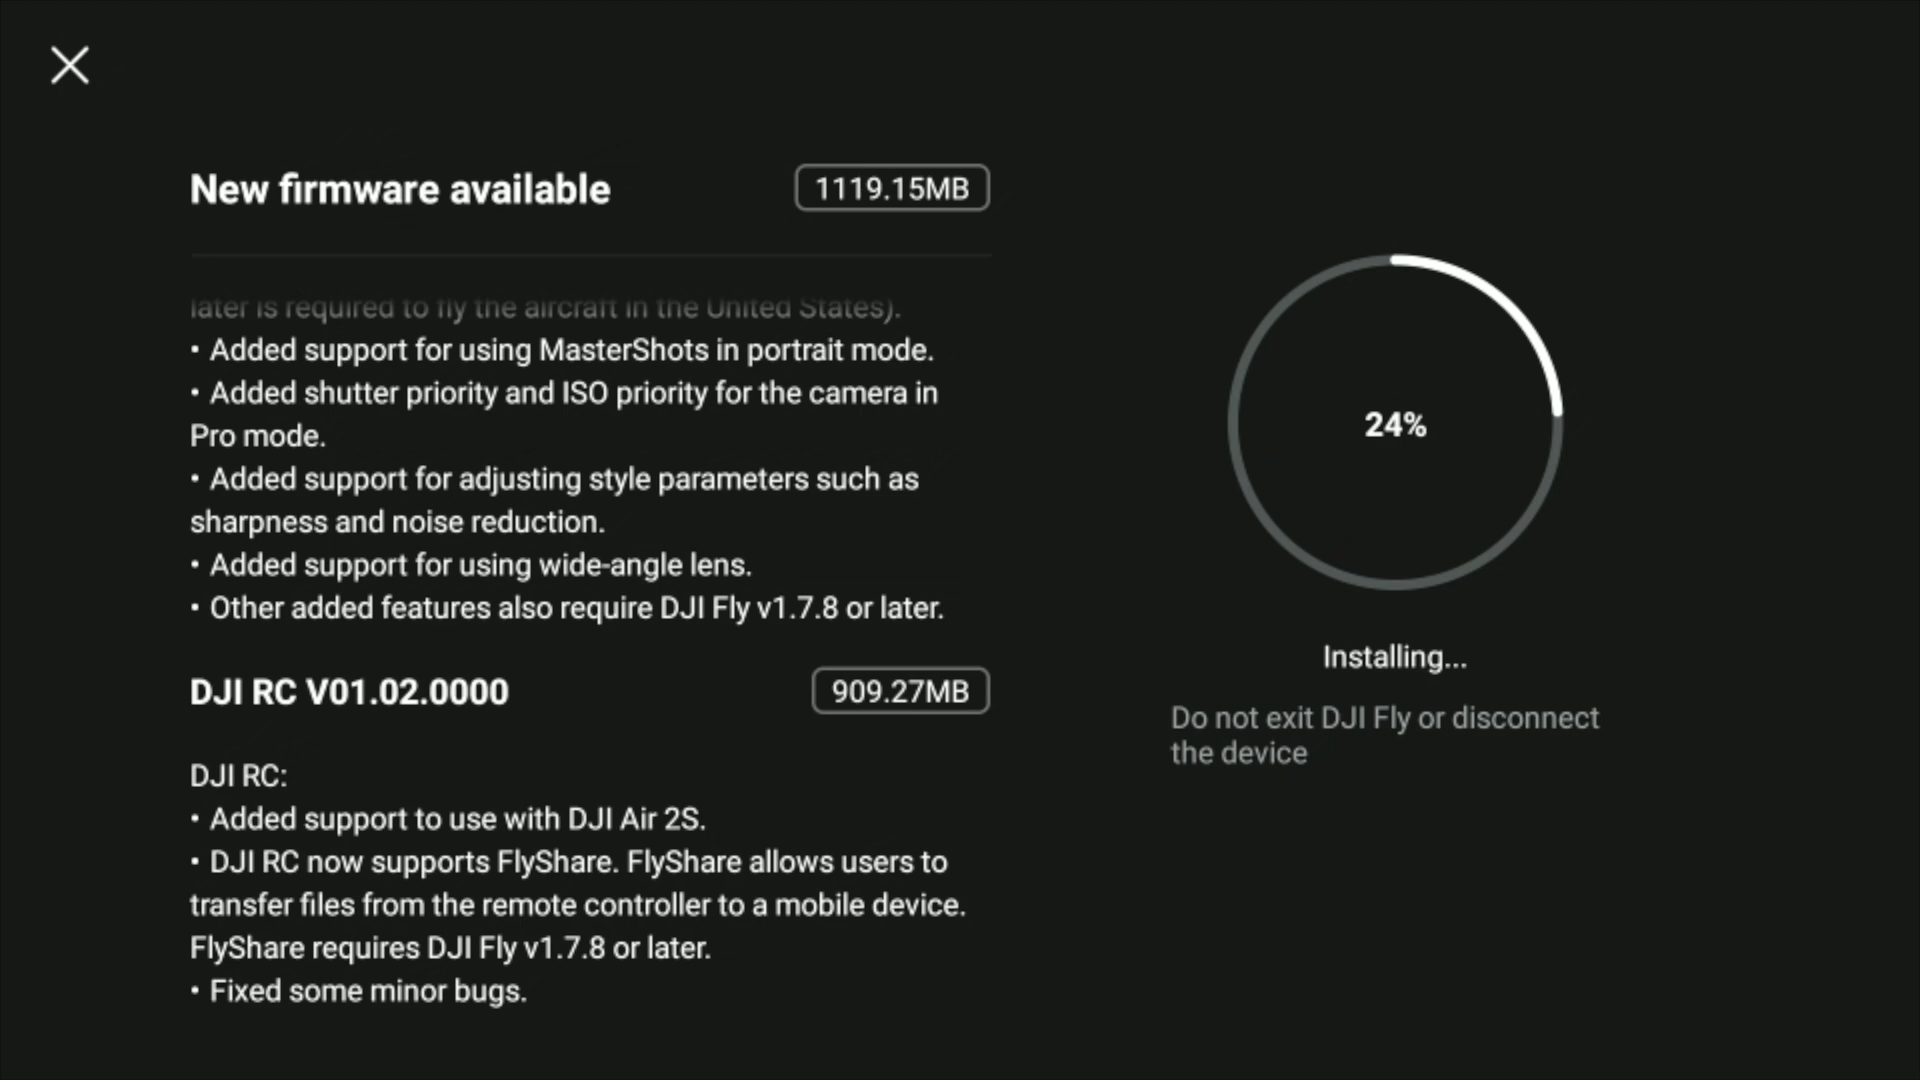 New firmware available
1119.15MB
later is required to fly the aircraft in the United States).
• Added support for using MasterShots in portrait mode.
• Added shutter priority and ISO priority for the camera in
Pro mode.
• Added support for adjusting style parameters such as
sharpness and noise reduction.
• Added support for using wide-angle lens.
• Other added features also require DJI Fly v1.7.8 or later.
DJI RC V01.02.0000
909.27MB
DJI RC:
• Added support to use with DJI Air 2S.
• DJI RC now supports FlyShare. FlyShare allows users to
transfer files from the remote controller to a mobile device.
FlyShare requires DJI Fly v1.7.8 or later.
• Fixed some minor bugs.
24%
Installing...
Do not exit DJI Fly or disconnect
the device